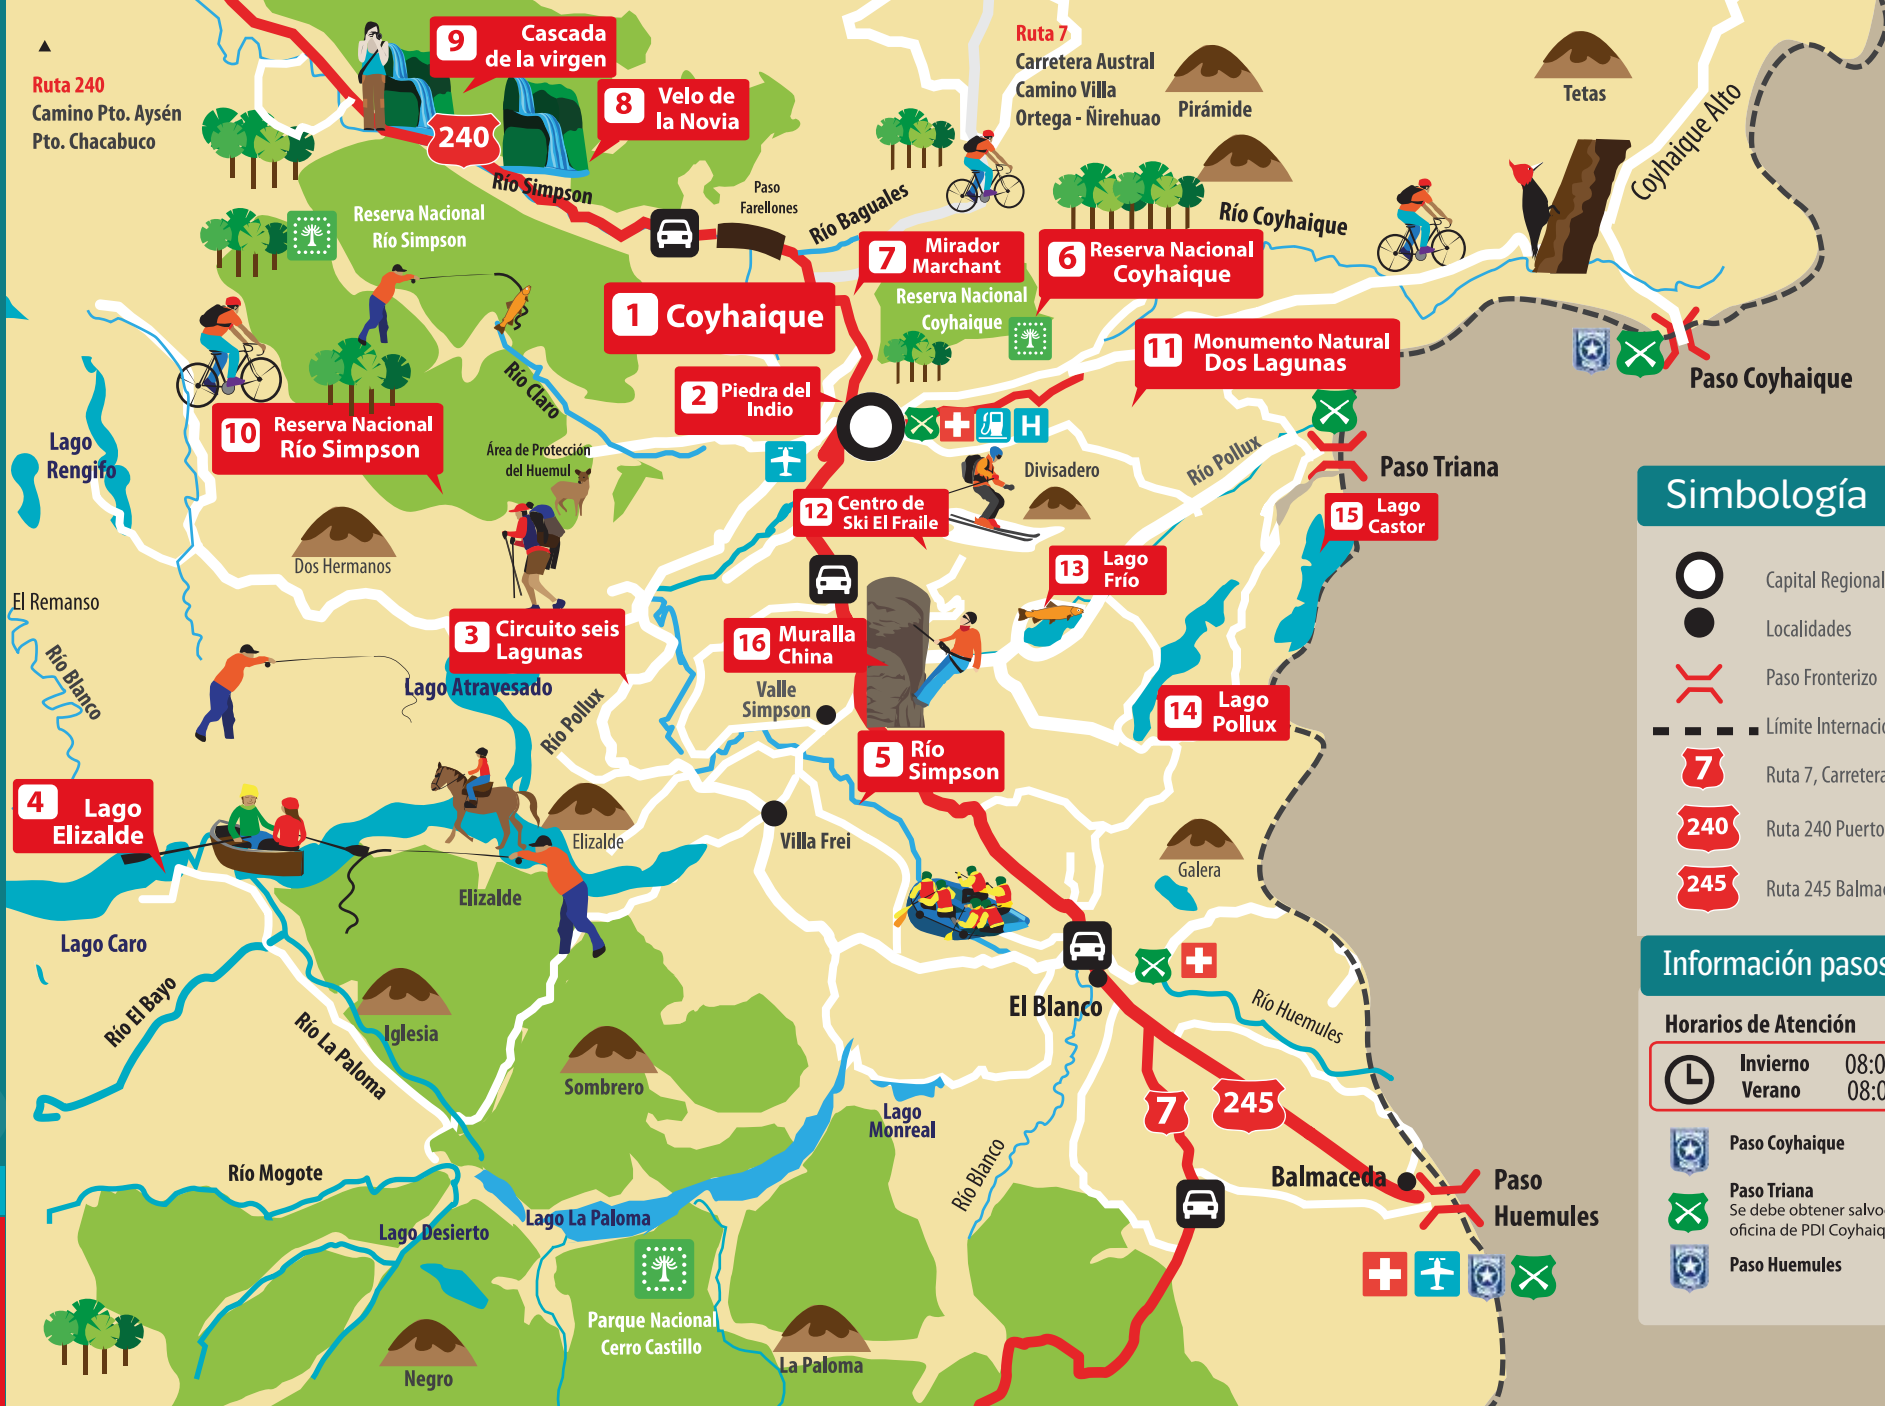 Ruta 240
Camino Pto. Aysén
Pto. Chacabuco
9 Cascada
de la virgen
8 Velo de
la Novia
240
Río Simpson
Ruta 7
Carretera Austral
Camino Villa
Ortega - Ñirehuao
Pirámide
Tetas
Coyhaique Alto
Reserva Nacional
Río Simpson
Paso
Farellones
Río Baguales
Río Coyhaique
7 Mirador
Marchant
6 Reserva Nacional
Coyhaique
Reserva Nacional
Coyhaique
1 Coyhaique
11 Monumento Natural
Dos Lagunas
Paso Coyhaique
2 Piedra del
Indio
Río Claro
10 Reserva Nacional
Río Simpson
Lago
Rengifo
Área de Protección
del Huemul
H
Divisadero
Río Pollux
Paso Triana
12 Centro de
Ski El Fraile
15 Lago
Castor
Dos Hermanos
13 Lago
Frío
El Remanso
Río Blanco
3 Circuito seis
Lagunas
16 Muralla
China
Lago Atravesado
Río Pollux
Valle
Simpson
14 Lago
Pollux
5 Río
Simpson
4 Lago
Elizalde
Elizalde
Villa Frei
Galera
Elizalde
Lago Caro
Río El Bayo
Río La Paloma
Iglesia
El Blanco
Río Huemules
Sombrero
Lago
Monreal
7
245
Río Blanco
Río Mogote
Lago Desierto
Lago La Paloma
Balmaceda
Paso
Huemules
Parque Nacional
Cerro Castillo
La Paloma
Negro
Simbología
Capital Regional
Localidades
Paso Fronterizo
Límite Internacio
7 Ruta 7, Carretera
240 Ruta 240 Puerto
245 Ruta 245 Balmac
Información pasos
Horarios de Atención
Invierno 08:0
Verano 08:0
Paso Coyhaique
Paso Triana
Se debe obtener salvo
oficina de PDI Coyhaiq
Paso Huemules